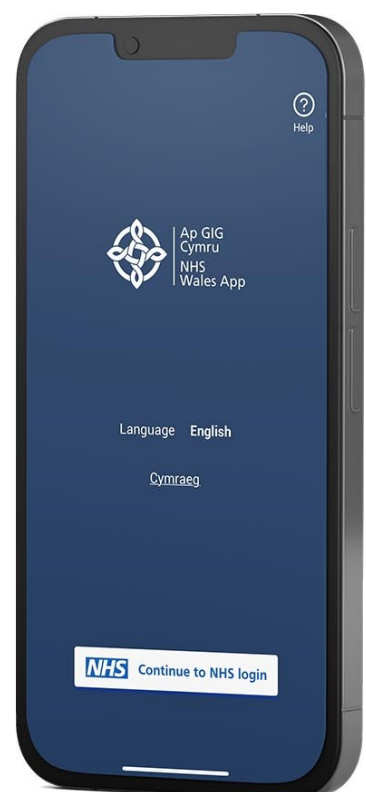 ?
Help
Ap GIG
Cymru
NHS
Wales App
Language English
Cymraeg
NHS Continue to NHS login